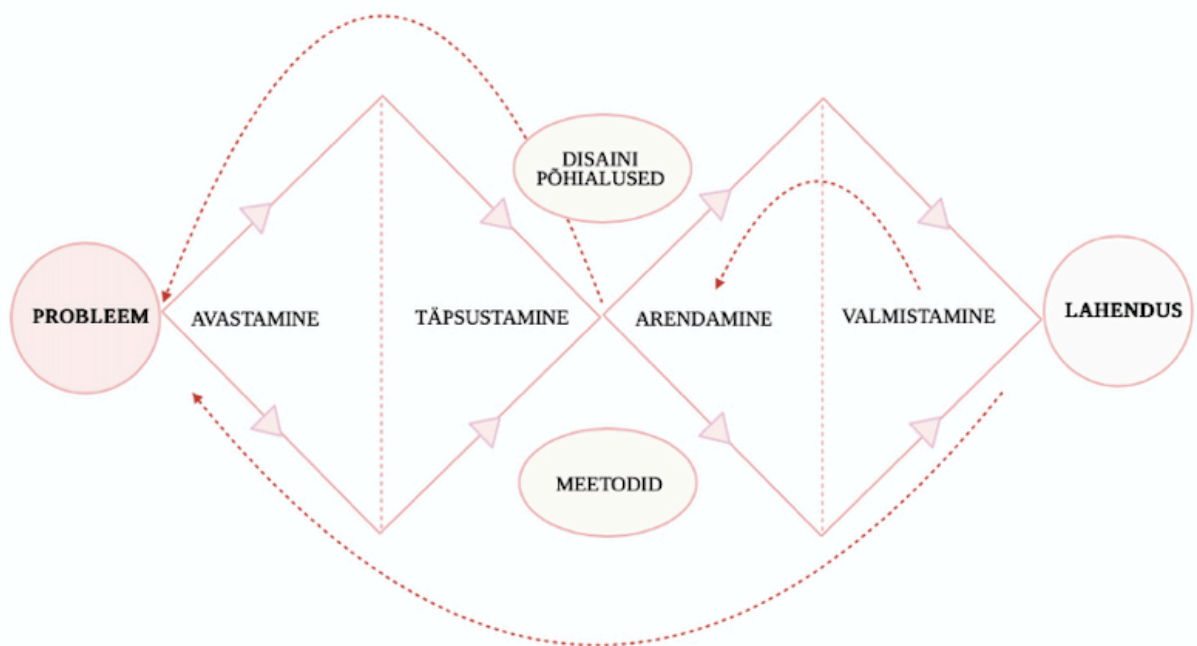 DISAINI
PÕHIALUSED
PROBLEEM
AVASTAMINE
TÄPSUSTAMINE
ARENDAMINE
VALMISTAMINE
LAHENDUS
MEETODID